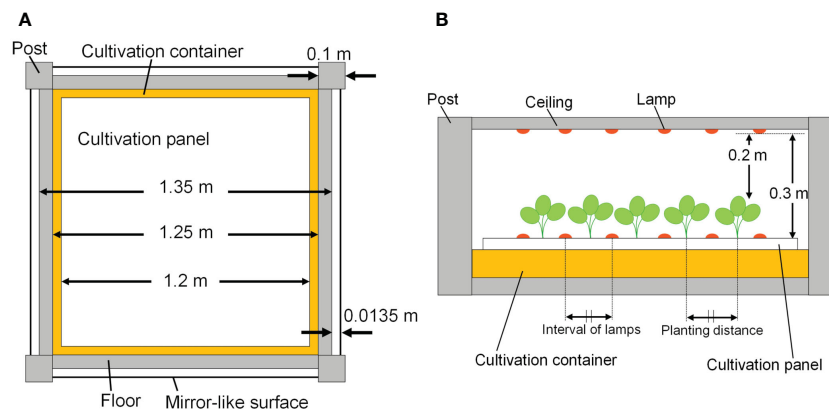 A
Post
Cultivation container
0.1 m
Cultivation panel
1.35 m
1.25 m
1.2 m
0.0135 m
Floor
Mirror-like surface
B
Post
Ceiling
Lamp
0.2 m
0.3 m
Interval of lamps
Planting distance
Cultivation container
Cultivation panel